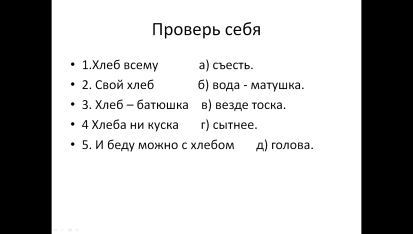 Проверь себя
• 1.Хлеб всему а) съесть.
• 2. Свой хлеб б) вода - матушка.
• 3. Хлеб – батюшка в) везде тоска.
• 4 Хлеба ни куска г) сытнее.
• 5. И беду можно с хлебом д) голова.